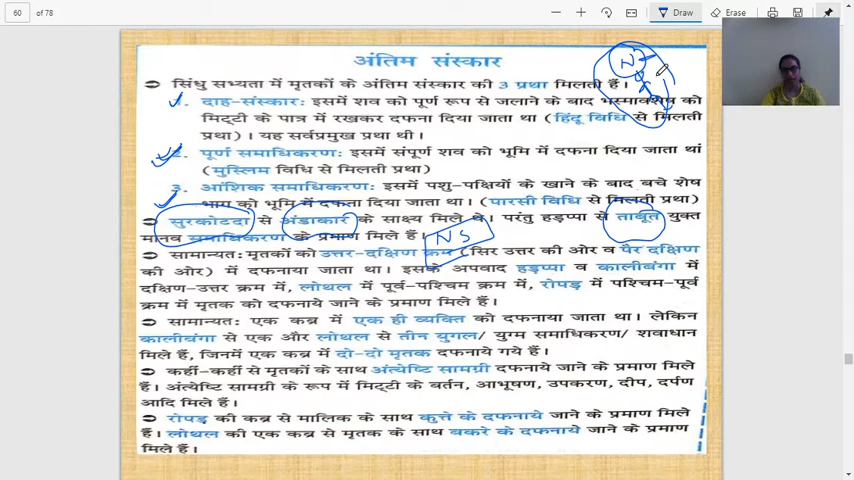 60 of 78
Draw
Erase
अंतिम संस्कार
➲ सिंधु सभ्यता में मृतकों के अंतिम संस्कार की 3 प्रथा मिलती हैं।
1. दाह-संस्कार: इसमें शव को पूर्ण रूप से जलाने के बाद भस्मावशेष को
मिट्टी के पात्र में रखकर दफना दिया जाता था (हिंदू विधि से मिलती
प्रथा)। यह सर्वप्रमुख प्रथा थी।
2. पूर्ण समाधिकरण: इसमें संपूर्ण शव को भूमि में दफना दिया जाता थां
(मुस्लिम विधि से मिलती प्रथा)
3. आंशिक समाधिकरण: इसमें पशु-पक्षियों के खाने के बाद बचे शेष
भाग को भूमि में दफना जाता था। (पारसी विधि से मिलती प्रथा)
➲ सुरकोटदा से अंडाकार के साक्ष्य मिले थे। परंतु हड़प्पा से ताबूत युक्त
मानव समाधिकरण के प्रमाण मिले हैं।
NS
➲ सामान्यत: मृतकों को उत्तर-दक्षिण क्रम (सिर उत्तर की ओर व पैर दक्षिण
की ओर) में दफनाया जाता था। इसके अपवाद हड़प्पा व कालीबंगा में
दक्षिण-उत्तर क्रम में, लोथल में पूर्व-पश्चिम क्रम में, रोपड़ में पश्चिम-पूर्व
क्रम में मृतक को दफनाये जाने के प्रमाण मिले हैं।
➲ सामान्यत: एक कब्र में एक ही व्यक्ति को दफनाया जाता था। लेकिन
कालीबंगा से एक और लोथल से तीन युगल/ युग्म समाधिकरण/ शवाधान
मिले हैं, जिनमें एक कब्र में दो-दो मृतक दफनाये गये हैं।
➲ कहीं-कहीं से मृतकों के साथ अंत्येष्टि सामग्री दफनाये जाने के प्रमाण मिले
हैं। अंत्येष्टि सामग्री के रूप में मिट्टी के बर्तन, आभूषण, उपकरण, दीप, दर्पण
आदि मिले हैं।
➲ रोपड़ की कब्र से मालिक के साथ कुत्ते के दफनाये जाने के प्रमाण मिले
हैं। लोथल की एक कब्र से मृतक के साथ बकरे के दफनाये जाने के प्रमाण
मिले हैं।